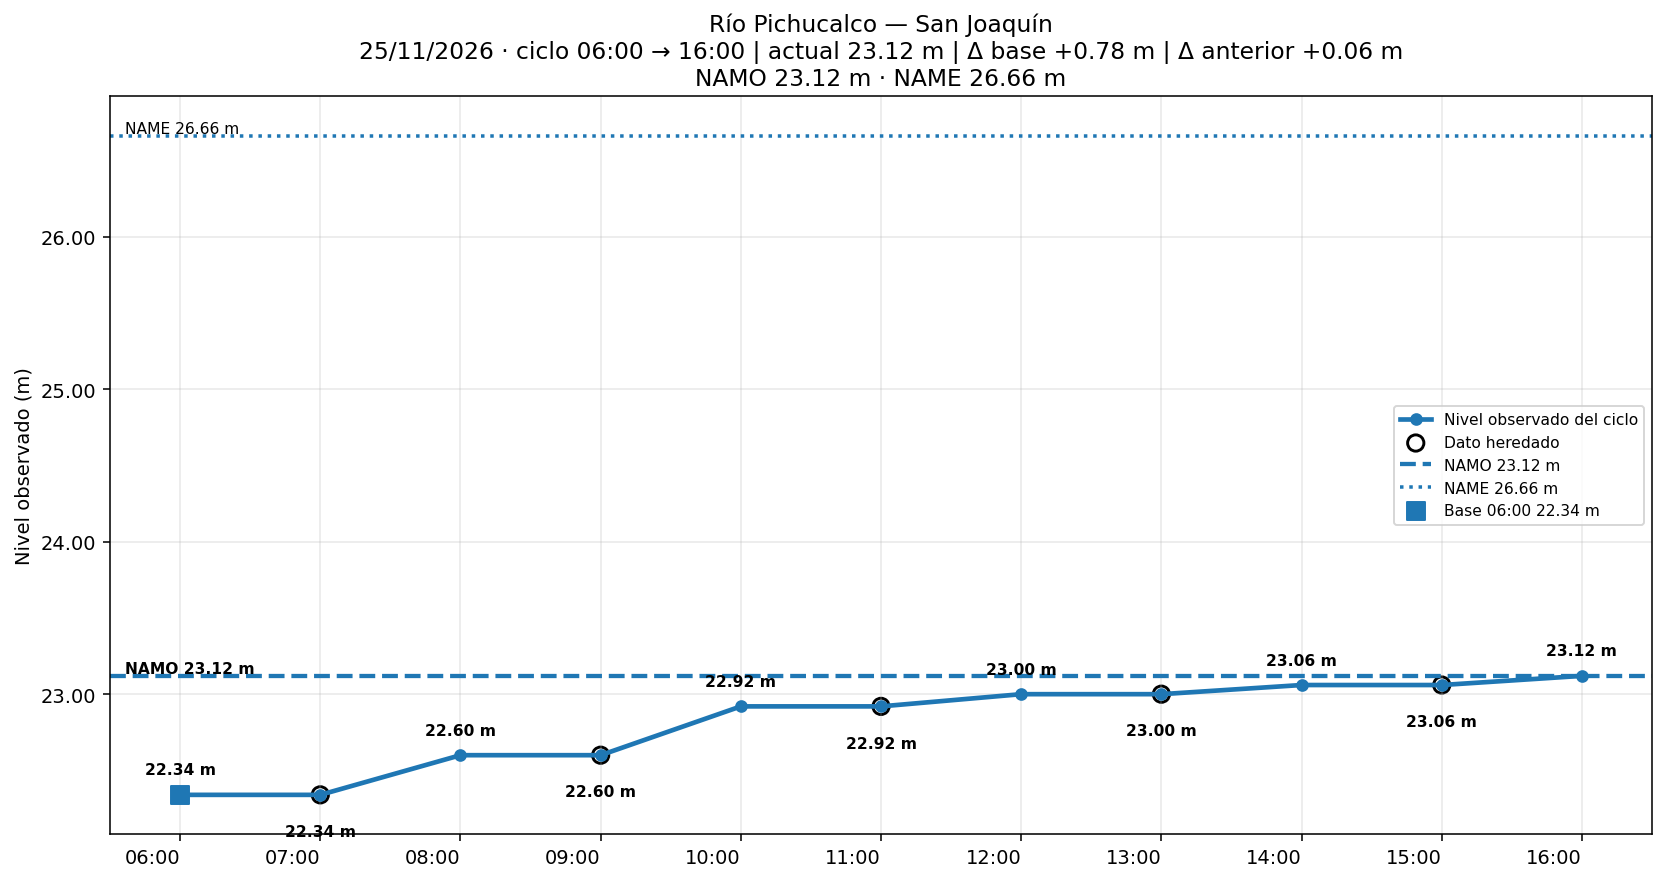 Río Pichucalco — San Joaquín
25/11/2026 · ciclo 06:00 → 16:00 | actual 23.12 m | Δ base +0.78 m | Δ anterior +0.06 m
NAMO 23.12 m · NAME 26.66 m
NAME 26.66 m
26.00
25.00
Nivel observado del ciclo
Dato heredado
NAMO 23.12 m
NAME 26.66 m
Base 06:00 22.34 m
Nivel observado (m)
24.00
23.12 m
23.06 m
NAMO 23.12 m
23.00 m
22.92 m
23.00
23.06 m
22.60 m
23.00 m
22.92 m
22.34 m
22.60 m
22.34 m
06:00 07:00 08:00 09:00 10:00 11:00 12:00 13:00 14:00 15:00 16:00